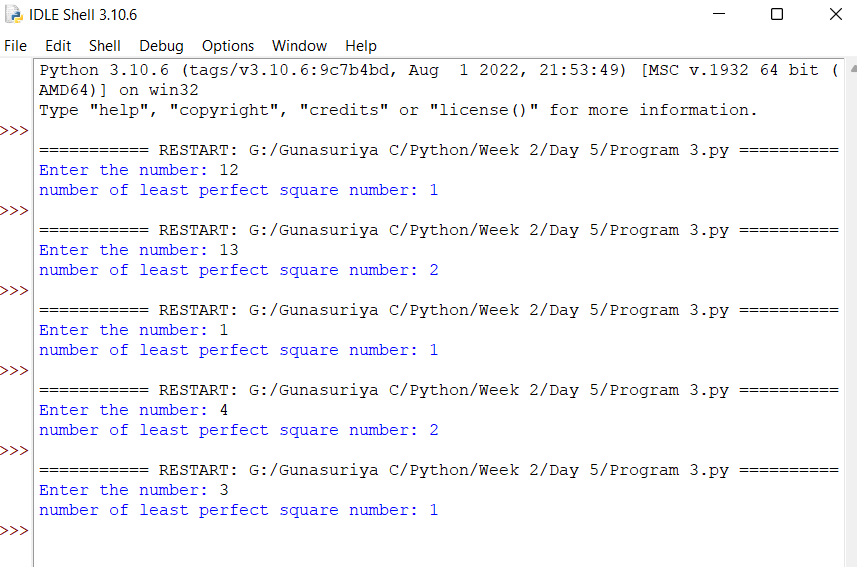 IDLE Shell 3.10.6
File Edit Shell Debug Options Window Help
Python 3.10.6 (tags/v3.10.6:9c7b4bd, Aug  1 2022, 21:53:49) [MSC v.1932 64 bit (
AMD64)] on win32
Type "help", "copyright", "credits" or "license()" for more information.
>>>
=========== RESTART: G:/Gunasuriya C/Python/Week 2/Day 5/Program 3.py ==========
Enter the number: 12
number of least perfect square number: 1
>>>
=========== RESTART: G:/Gunasuriya C/Python/Week 2/Day 5/Program 3.py ==========
Enter the number: 13
number of least perfect square number: 2
>>>
=========== RESTART: G:/Gunasuriya C/Python/Week 2/Day 5/Program 3.py ==========
Enter the number: 1
number of least perfect square number: 1
>>>
=========== RESTART: G:/Gunasuriya C/Python/Week 2/Day 5/Program 3.py ==========
Enter the number: 4
number of least perfect square number: 2
>>>
=========== RESTART: G:/Gunasuriya C/Python/Week 2/Day 5/Program 3.py ==========
Enter the number: 3
number of least perfect square number: 1
>>>